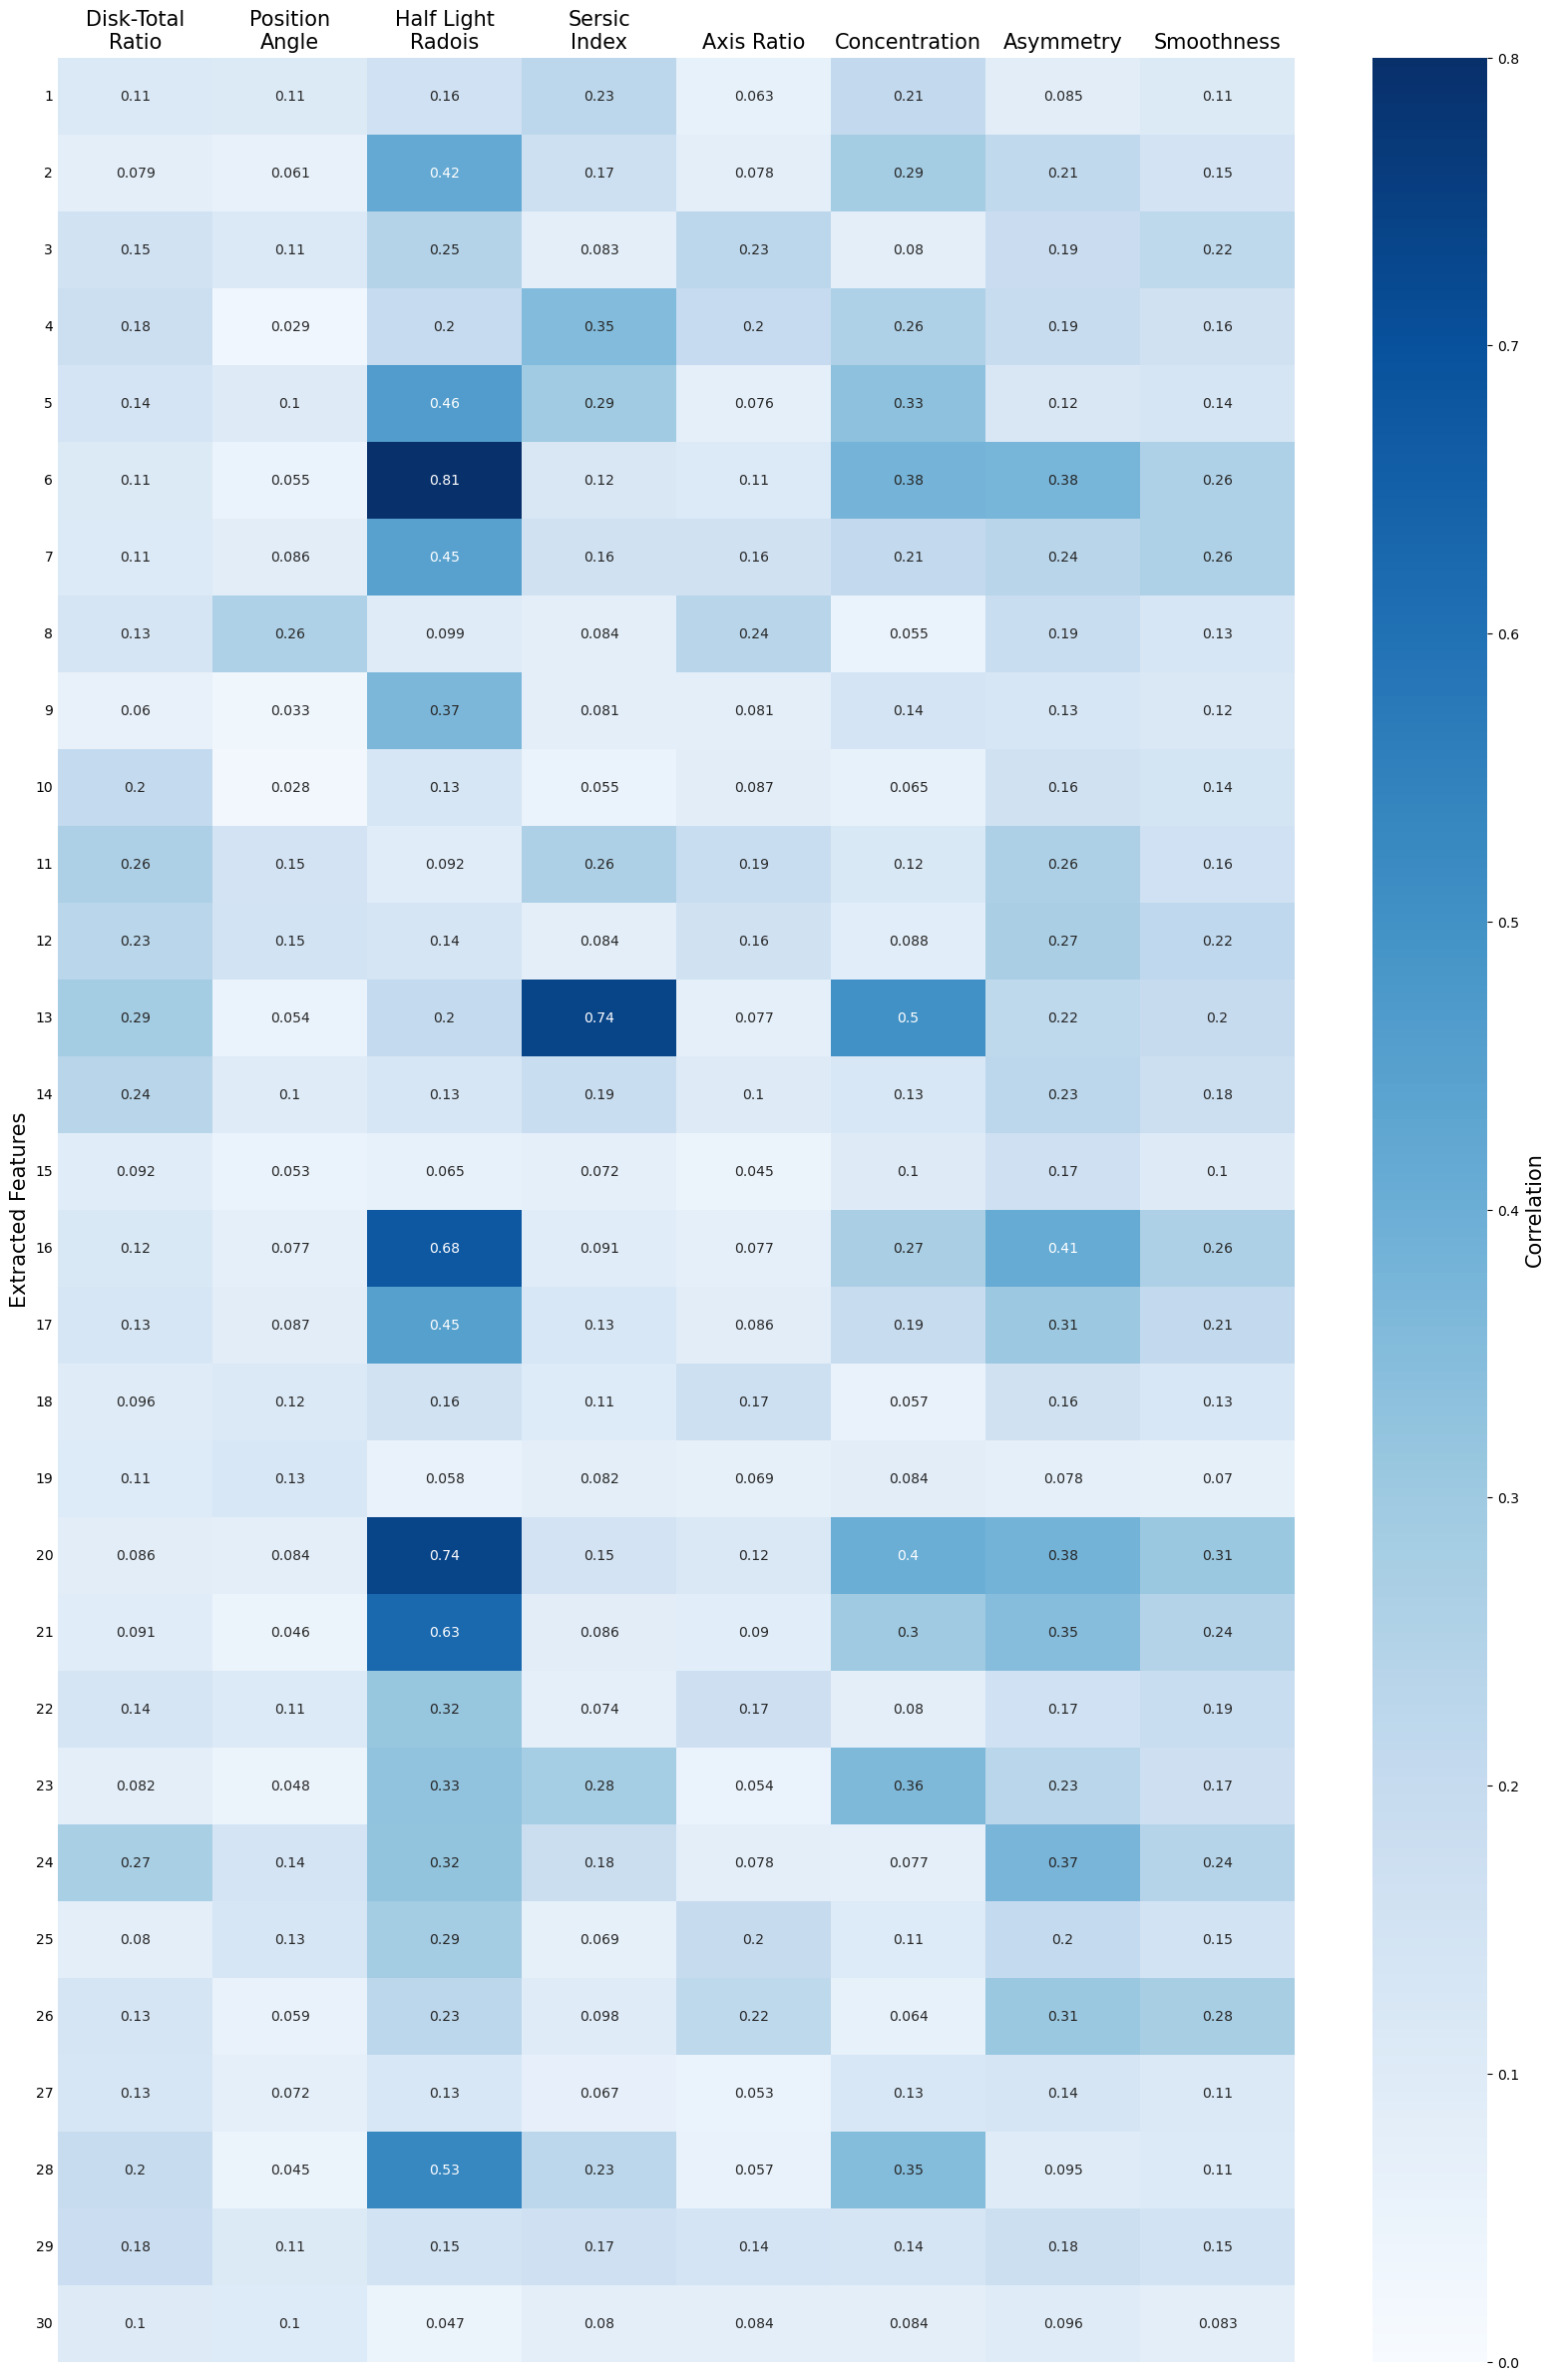 Disk-Total Ratio
Position Angle
Half Light Radois
Sersic Index
Axis Ratio
Concentration
Asymmetry
Smoothness
Extracted Features
1 0.11 0.11 0.16 0.23 0.063 0.21 0.085 0.11
2 0.079 0.061 0.42 0.17 0.078 0.29 0.21 0.15
3 0.15 0.11 0.25 0.083 0.23 0.08 0.19 0.22
4 0.18 0.029 0.2 0.35 0.2 0.26 0.19 0.16
5 0.14 0.1 0.46 0.29 0.076 0.33 0.12 0.14
6 0.11 0.055 0.81 0.12 0.11 0.38 0.38 0.26
7 0.11 0.086 0.45 0.16 0.16 0.21 0.24 0.26
8 0.13 0.26 0.099 0.084 0.24 0.055 0.19 0.13
9 0.06 0.033 0.37 0.081 0.081 0.14 0.13 0.12
10 0.2 0.028 0.13 0.055 0.087 0.065 0.16 0.14
11 0.26 0.15 0.092 0.26 0.19 0.12 0.26 0.16
12 0.23 0.15 0.14 0.084 0.16 0.088 0.27 0.22
13 0.29 0.054 0.2 0.74 0.077 0.5 0.22 0.2
14 0.24 0.1 0.13 0.19 0.1 0.13 0.23 0.18
15 0.092 0.053 0.065 0.072 0.045 0.1 0.17 0.1
16 0.12 0.077 0.68 0.091 0.077 0.27 0.41 0.26
17 0.13 0.087 0.45 0.13 0.086 0.19 0.31 0.21
18 0.096 0.12 0.16 0.11 0.17 0.057 0.16 0.13
19 0.11 0.13 0.058 0.082 0.069 0.084 0.078 0.07
20 0.086 0.084 0.74 0.15 0.12 0.4 0.38 0.31
21 0.091 0.046 0.63 0.086 0.09 0.3 0.35 0.24
22 0.14 0.11 0.32 0.074 0.17 0.08 0.17 0.19
23 0.082 0.048 0.33 0.28 0.054 0.36 0.23 0.17
24 0.27 0.14 0.32 0.18 0.078 0.077 0.37 0.24
25 0.08 0.13 0.29 0.069 0.2 0.11 0.2 0.15
26 0.13 0.059 0.23 0.098 0.22 0.064 0.31 0.28
27 0.13 0.072 0.13 0.067 0.053 0.13 0.14 0.11
28 0.2 0.045 0.53 0.23 0.057 0.35 0.095 0.11
29 0.18 0.11 0.15 0.17 0.14 0.14 0.18 0.15
30 0.1 0.1 0.047 0.08 0.084 0.084 0.096 0.083
0.8
0.7
0.6
0.5
0.4
0.3
0.2
0.1
0.0
Correlation